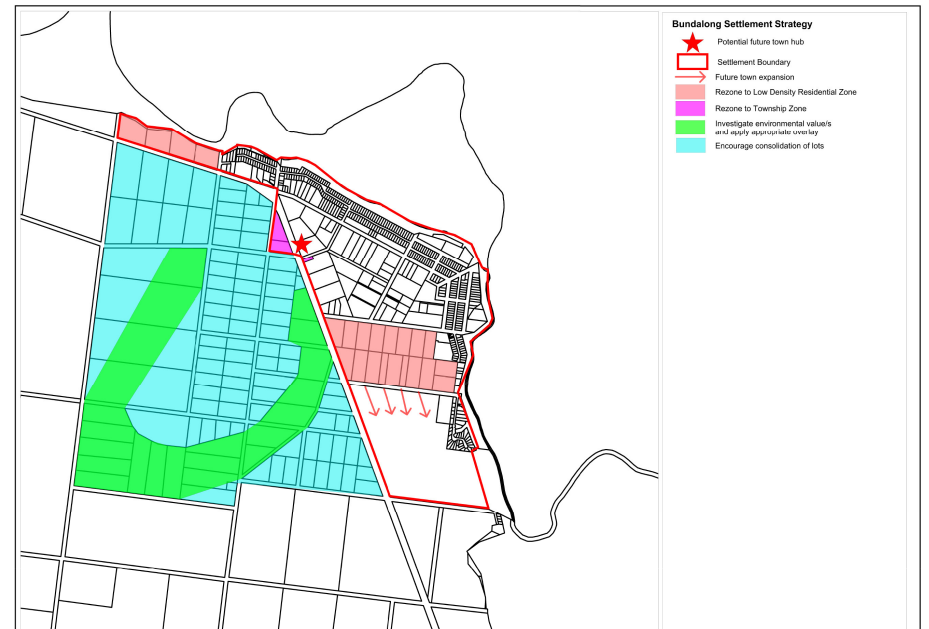 Bundalong Settlement Strategy
Potential future town hub
Settlement Boundary
Future town expansion
Rezone to Low Density Residential Zone
Rezone to Township Zone
Investigate environmental value/s
and apply appropriate overlay
Encourage consolidation of lots